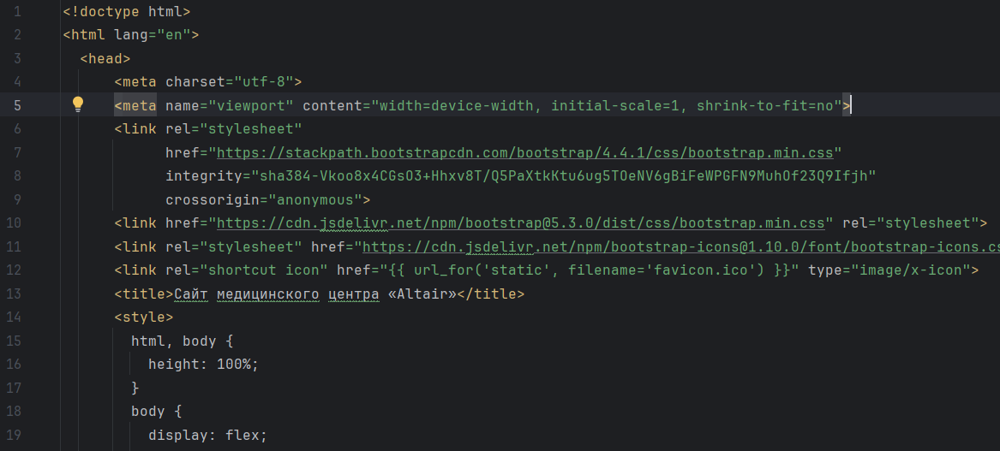 1 <!doctype html>
2 <html lang="en">
3 <head>
4 <meta charset="utf-8">
5 <meta name="viewport" content="width=device-width, initial-scale=1, shrink-to-fit=no">
6 <link rel="stylesheet"
7 href="https://stackpath.bootstrapcdn.com/bootstrap/4.4.1/css/bootstrap.min.css"
8 integrity="sha384-Vkoo8x4CGsO3+Hhxv8T/Q5PaXtkKtu6ug5TOeNV6gBiFeWPGFN9MuhOf23Q9Ifjh"
9 crossorigin="anonymous">
10 <link href="https://cdn.jsdelivr.net/npm/bootstrap@5.3.0/dist/css/bootstrap.min.css" rel="stylesheet">
11 <link rel="stylesheet" href="https://cdn.jsdelivr.net/npm/bootstrap-icons@1.10.0/font/bootstrap-icons.cs
12 <link rel="shortcut icon" href="{{ url_for('static', filename='favicon.ico') }}" type="image/x-icon">
13 <title>Сайт медицинского центра «Altair»</title>
14 <style>
15 html, body {
16 height: 100%;
17 }
18 body {
19 display: flex;